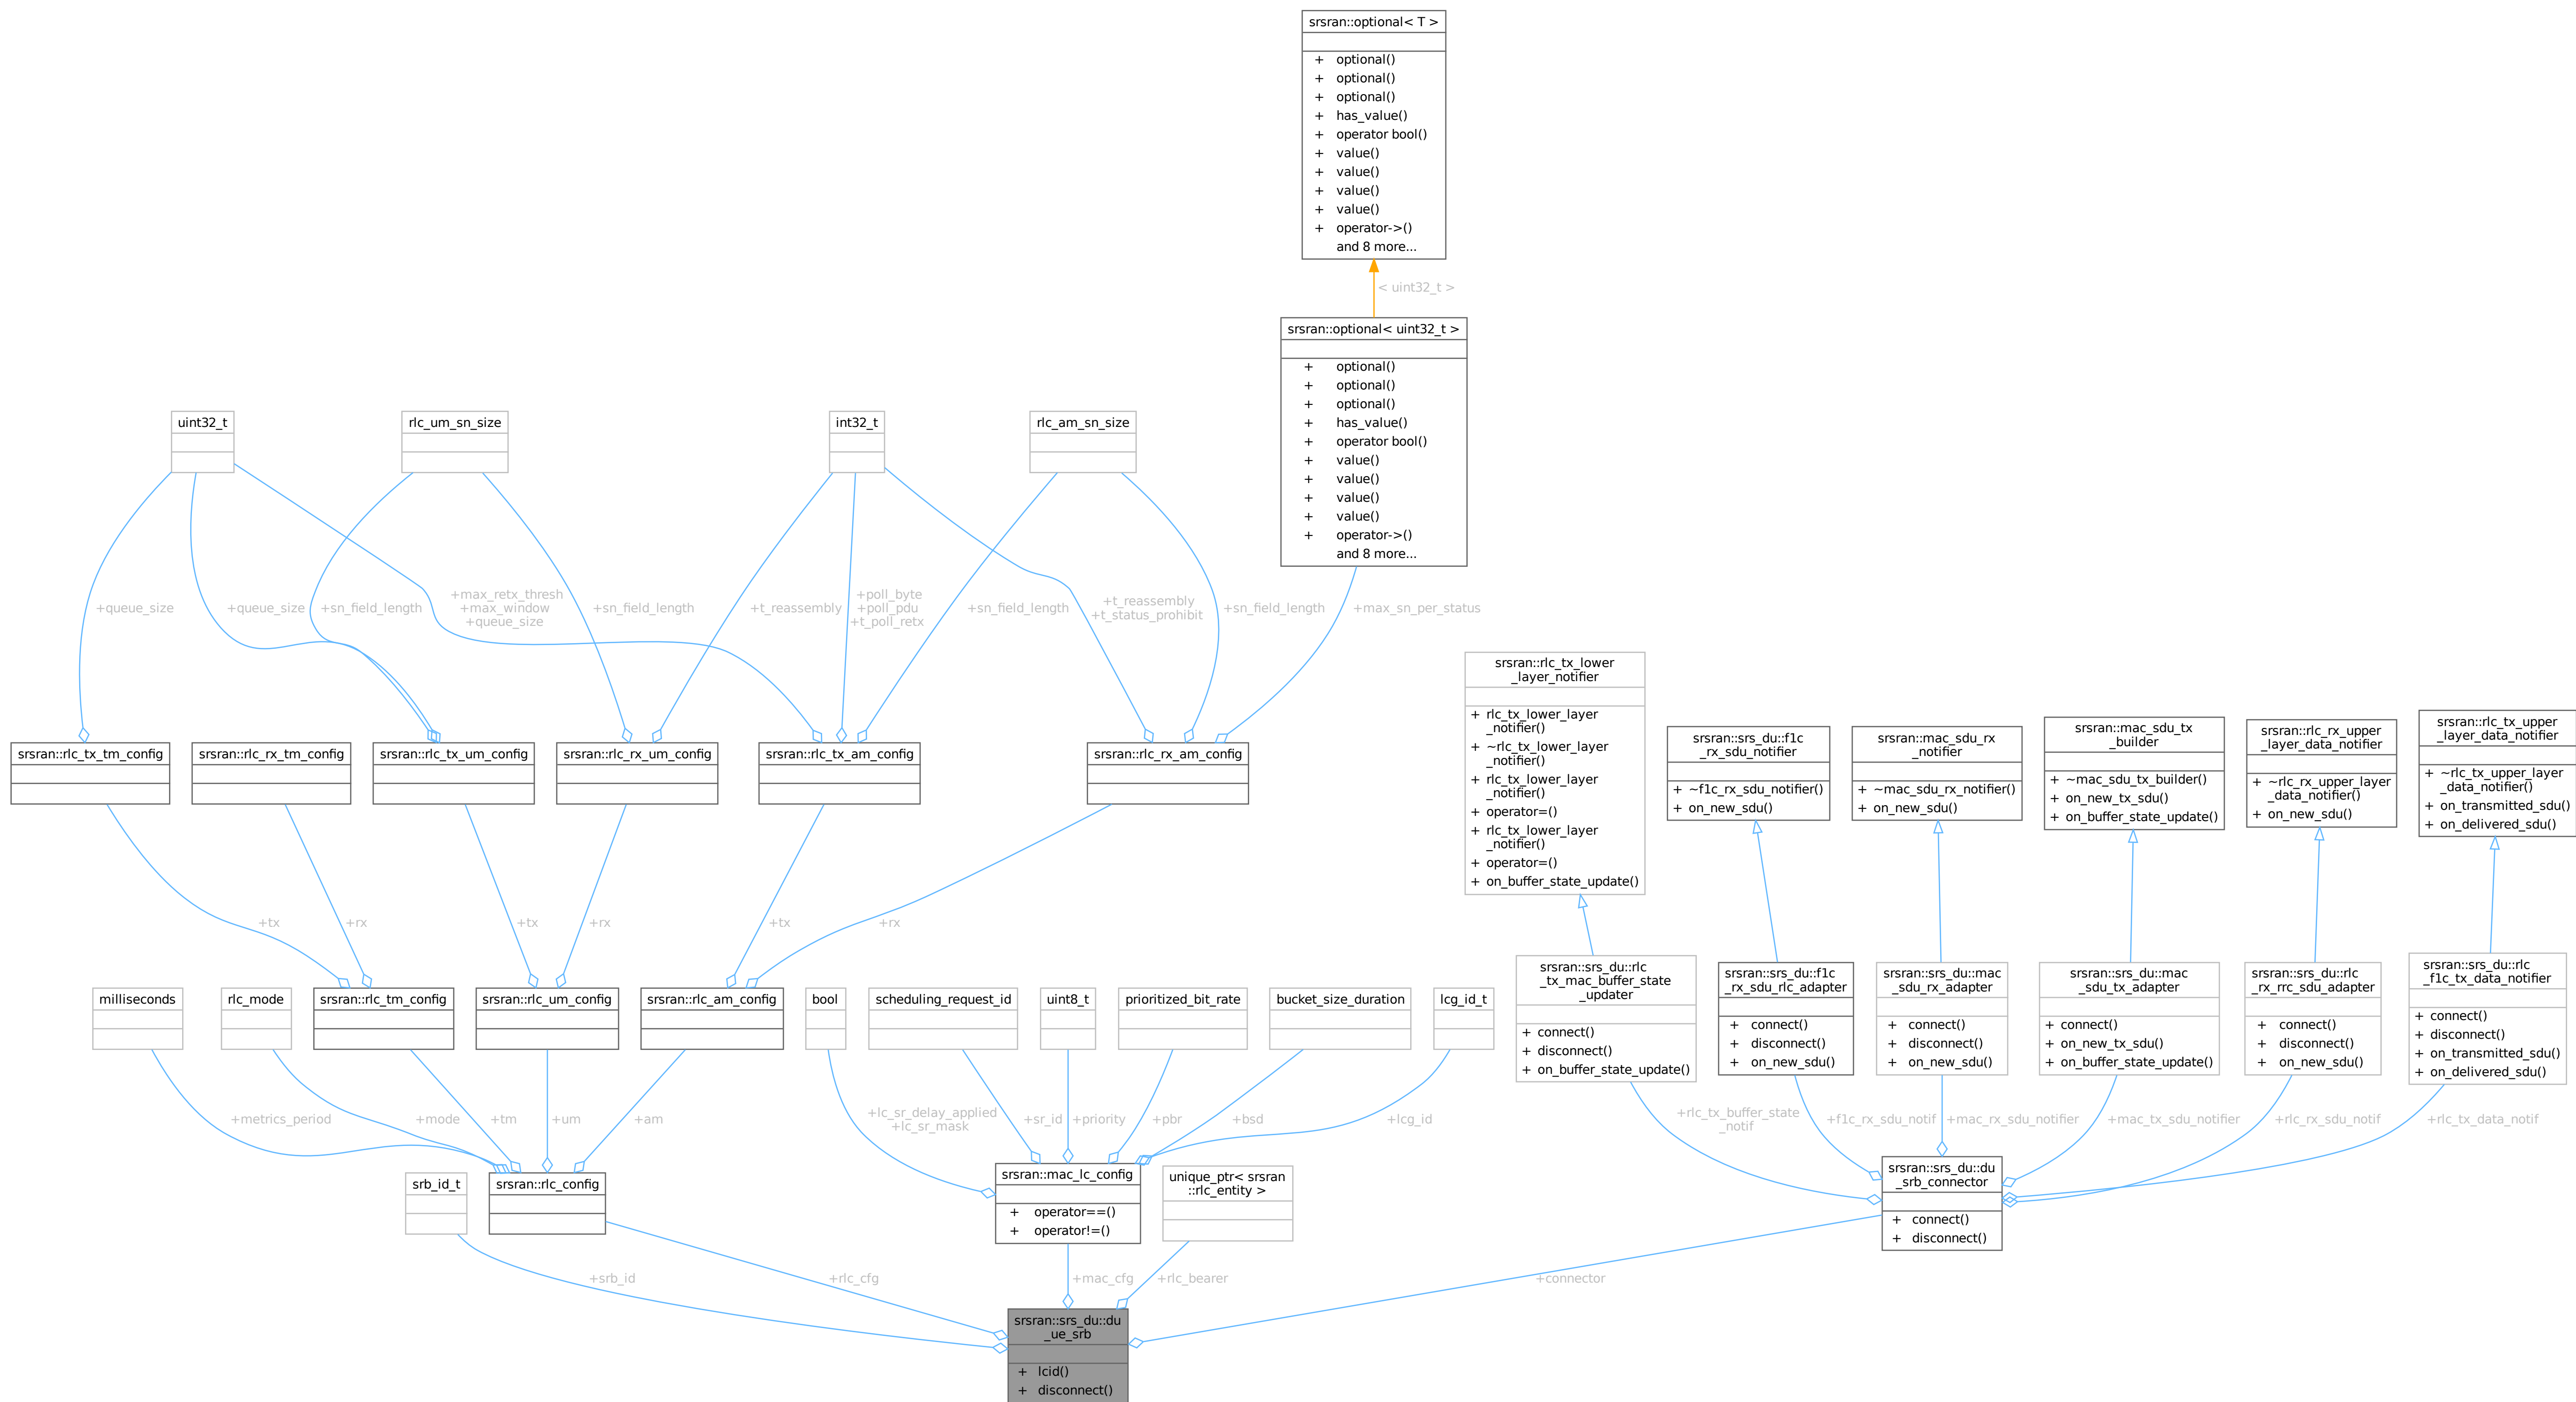 srsran::optional< T >
+ optional()
+ optional()
+ optional()
+ has_value()
+ operator bool()
+ value()
+ value()
+ value()
+ value()
+ operator->()
and 8 more...
< uint32_t >
srsran::optional< uint32_t >
+ optional()
+ optional()
+ optional()
+ has_value()
+ operator bool()
+ value()
+ value()
+ value()
+ value()
+ operator->()
and 8 more...
uint32_t
rlc_um_sn_size
int32_t
rlc_am_sn_size
+queue_size
+queue_size
+sn_field_length
+max_retx_thresh
+max_window
+queue_size
+sn_field_length
+t_reassembly
+poll_byte
+poll_pdu
+t_poll_retx
+sn_field_length
+t_reassembly
+t_status_prohibit
+sn_field_length
+max_sn_per_status
srsran::rlc_tx_tm_config
srsran::rlc_rx_tm_config
srsran::rlc_tx_um_config
srsran::rlc_rx_um_config
srsran::rlc_tx_am_config
srsran::rlc_rx_am_config
srsran::rlc_tx_lower
_layer_notifier
+ rlc_tx_lower_layer
_notifier()
+ ~rlc_tx_lower_layer
_notifier()
+ rlc_tx_lower_layer
_notifier()
+ operator=()
+ rlc_tx_lower_layer
_notifier()
+ operator=()
+ on_buffer_state_update()
srsran::srs_du::f1c
_rx_sdu_notifier
+ ~f1c_rx_sdu_notifier()
+ on_new_sdu()
srsran::mac_sdu_rx
_notifier
+ ~mac_sdu_rx_notifier()
+ on_new_sdu()
srsran::mac_sdu_tx
_builder
+ ~mac_sdu_tx_builder()
+ on_new_tx_sdu()
+ on_buffer_state_update()
srsran::rlc_rx_upper
_layer_data_notifier
+ ~rlc_rx_upper_layer
_data_notifier()
+ on_new_sdu()
srsran::rlc_tx_upper
_layer_data_notifier
+ ~rlc_tx_upper_layer
_data_notifier()
+ on_transmitted_sdu()
+ on_delivered_sdu()
+tx
+rx
+tx
+rx
+tx
+rx
milliseconds
rlc_mode
srsran::rlc_tm_config
srsran::rlc_um_config
srsran::rlc_am_config
bool
scheduling_request_id
uint8_t
prioritized_bit_rate
bucket_size_duration
lcg_id_t
srsran::srs_du::rlc
_tx_mac_buffer_state
_updater
+ connect()
+ disconnect()
+ on_buffer_state_update()
srsran::srs_du::f1c
_rx_sdu_rlc_adapter
+ connect()
+ disconnect()
+ on_new_sdu()
srsran::srs_du::mac
_sdu_rx_adapter
+ connect()
+ disconnect()
+ on_new_sdu()
srsran::srs_du::mac
_sdu_tx_adapter
+ connect()
+ on_new_tx_sdu()
+ on_buffer_state_update()
srsran::srs_du::rlc
_rx_rrc_sdu_adapter
+ connect()
+ disconnect()
+ on_new_sdu()
srsran::srs_du::rlc
_f1c_tx_data_notifier
+ connect()
+ disconnect()
+ on_transmitted_sdu()
+ on_delivered_sdu()
+metrics_period
+mode
+tm
+um
+am
+lc_sr_delay_applied
+lc_sr_mask
+sr_id
+priority
+pbr
+bsd
+lcg_id
+rlc_tx_buffer_state
_notif
+f1c_rx_sdu_notif
+mac_rx_sdu_notifier
+mac_tx_sdu_notifier
+rlc_rx_sdu_notif
+rlc_tx_data_notif
srb_id_t
srsran::rlc_config
srsran::mac_lc_config
+ operator==()
+ operator!=()
unique_ptr< srsran
::rlc_entity >
srsran::srs_du::du
_srb_connector
+ connect()
+ disconnect()
+srb_id
+rlc_cfg
+mac_cfg
+rlc_bearer
+connector
srsran::srs_du::du
_ue_srb
+ lcid()
+ disconnect()